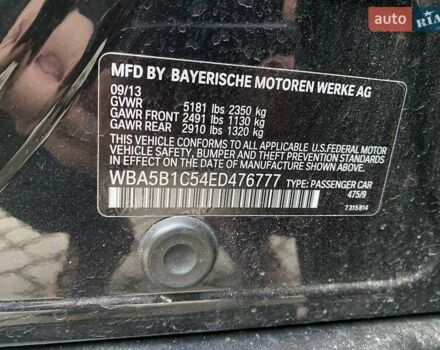 auto RIA
MFD BY BAYERISCHE MOTOREN WERKE AG
09/13
GVWR 5181 lbs 2350 kg
GAWR FRONT 2491 lbs 1130 kg
GAWR REAR 2910 lbs 1320 kg
THIS VEHICLE CONFORMS TO ALL APPLICABLE U.S.FEDERAL MOTOR
VEHICLE SAFETY, BUMPER, AND THEFT PREVENTION STANDARDS
IN EFFECT ON THE DATE OF MANUFACTURE SHOWN ABOVE.
WBA5B1C54ED476777 TYPE: PASSENGER CAR
475/9
7315814